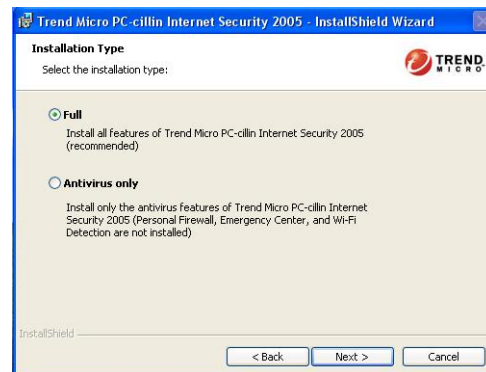 Trend Micro PC-cillin Internet Security 2005 - InstallShield Wizard
Installation Type
Select the installation type:
TREND
MICRO
Full
Install all features of Trend Micro PC-cillin Internet Security 2005
(recommended)
Antivirus only
Install only the antivirus features of Trend Micro PC-cillin Internet
Security 2005 (Personal Firewall, Emergency Center, and Wi-Fi
Detection are not installed)
InstallShield
< Back
Next >
Cancel